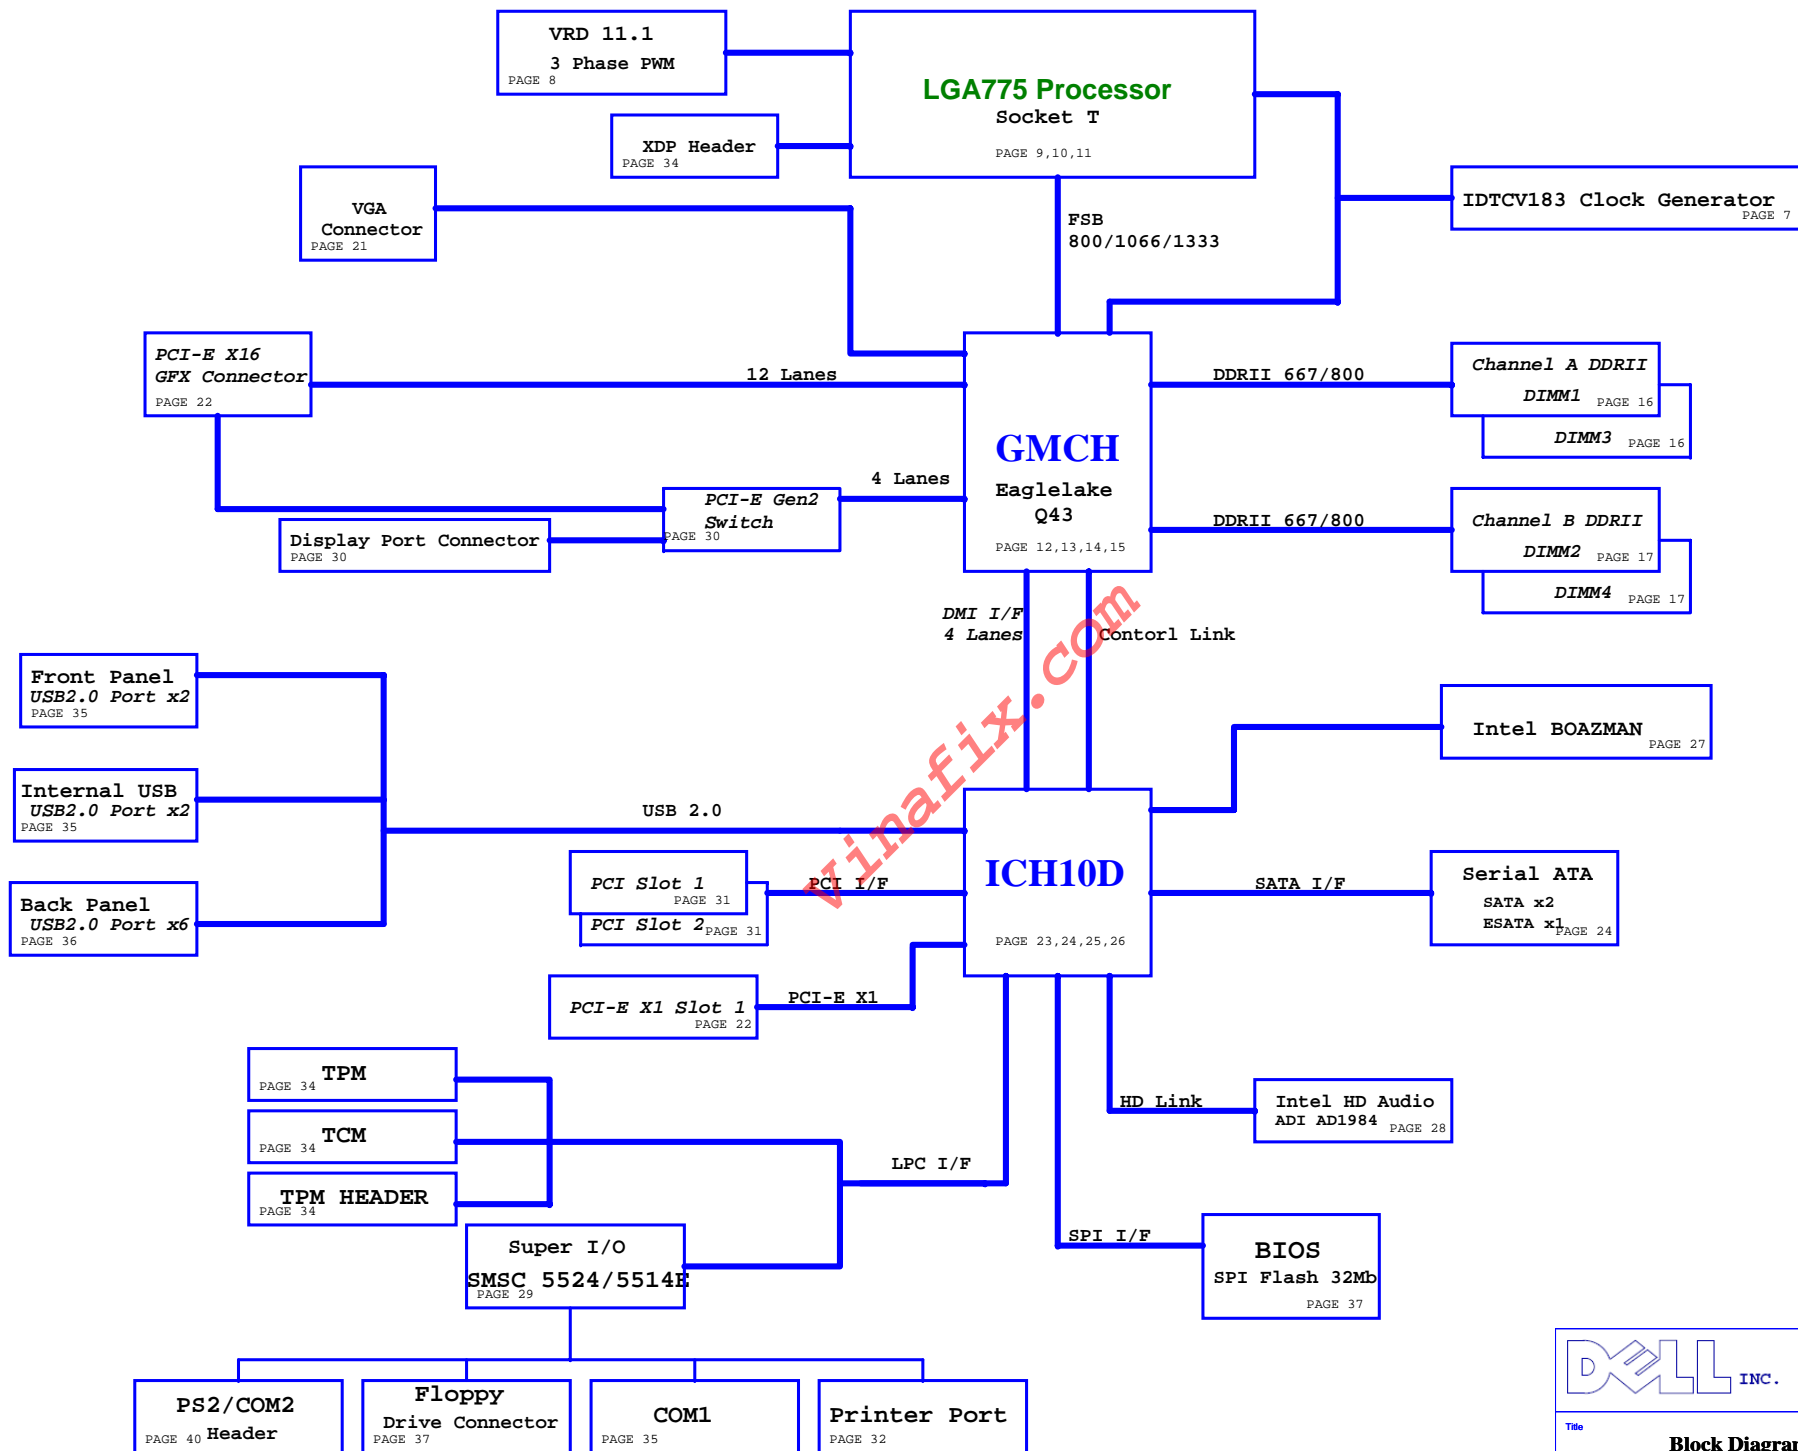 VRD 11.1
3 Phase PWM
PAGE 8
LGA775 Processor
Socket T
PAGE 9,10,11
XDP Header
PAGE 34
VGA
Connector
PAGE 21
FSB
800/1066/1333
IDTCV183 Clock Generator
PAGE 7
PCI-E X16
GFX Connector
PAGE 22
12 Lanes
DDRII 667/800
Channel A DDRII
DIMM1 PAGE 16
DIMM3 PAGE 16
GMCH
Eaglelake
Q43
PAGE 12,13,14,15
4 Lanes
PCI-E Gen2
Switch
PAGE 30
Display Port Connector
PAGE 30
DDRII 667/800
Channel B DDRII
DIMM2 PAGE 17
DIMM4 PAGE 17
DMI I/F
4 Lanes
Contorl Link
vinafix.com
Front Panel
USB2.0 Port x2
PAGE 35
Internal USB
USB2.0 Port x2
PAGE 35
Back Panel
USB2.0 Port x6
PAGE 36
USB 2.0
Intel BOAZMAN
PAGE 27
ICH10D
PAGE 23,24,25,26
PCI Slot 1
PAGE 31
PCI Slot 2
PAGE 31
PCI I/F
SATA I/F
Serial ATA
SATA x2
ESATA x1
PAGE 24
PCI-E X1 Slot 1
PAGE 22
PCI-E X1
TPM
PAGE 34
TCM
PAGE 34
TPM HEADER
PAGE 34
LPC I/F
HD Link
Intel HD Audio
ADI AD1984
PAGE 28
Super I/O
SMSC 5524/5514E
PAGE 29
SPI I/F
BIOS
SPI Flash 32Mb
PAGE 37
PS2/COM2
Header
PAGE 40
Floppy
Drive Connector
PAGE 37
COM1
PAGE 35
Printer Port
PAGE 32
DELL INC.
Title
Block Diagram